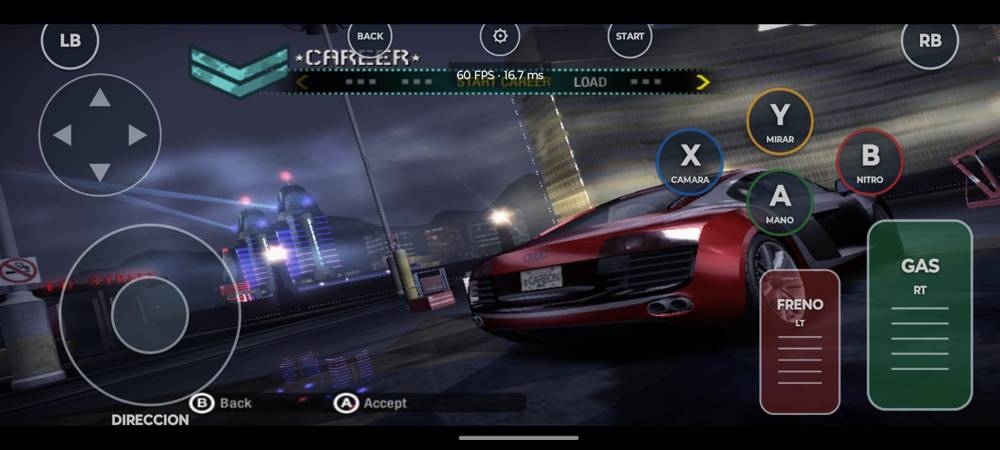 LB
BACK
START
RB
★CAREER★
60 FPS · 16.7 ms
START CAREER LOAD
Y
MIRAR
X
CAMARA
B
NITRO
A
MANO
CARBON
GAS
RT
FRENO
LT
B Back
A Accept
DIRECCION